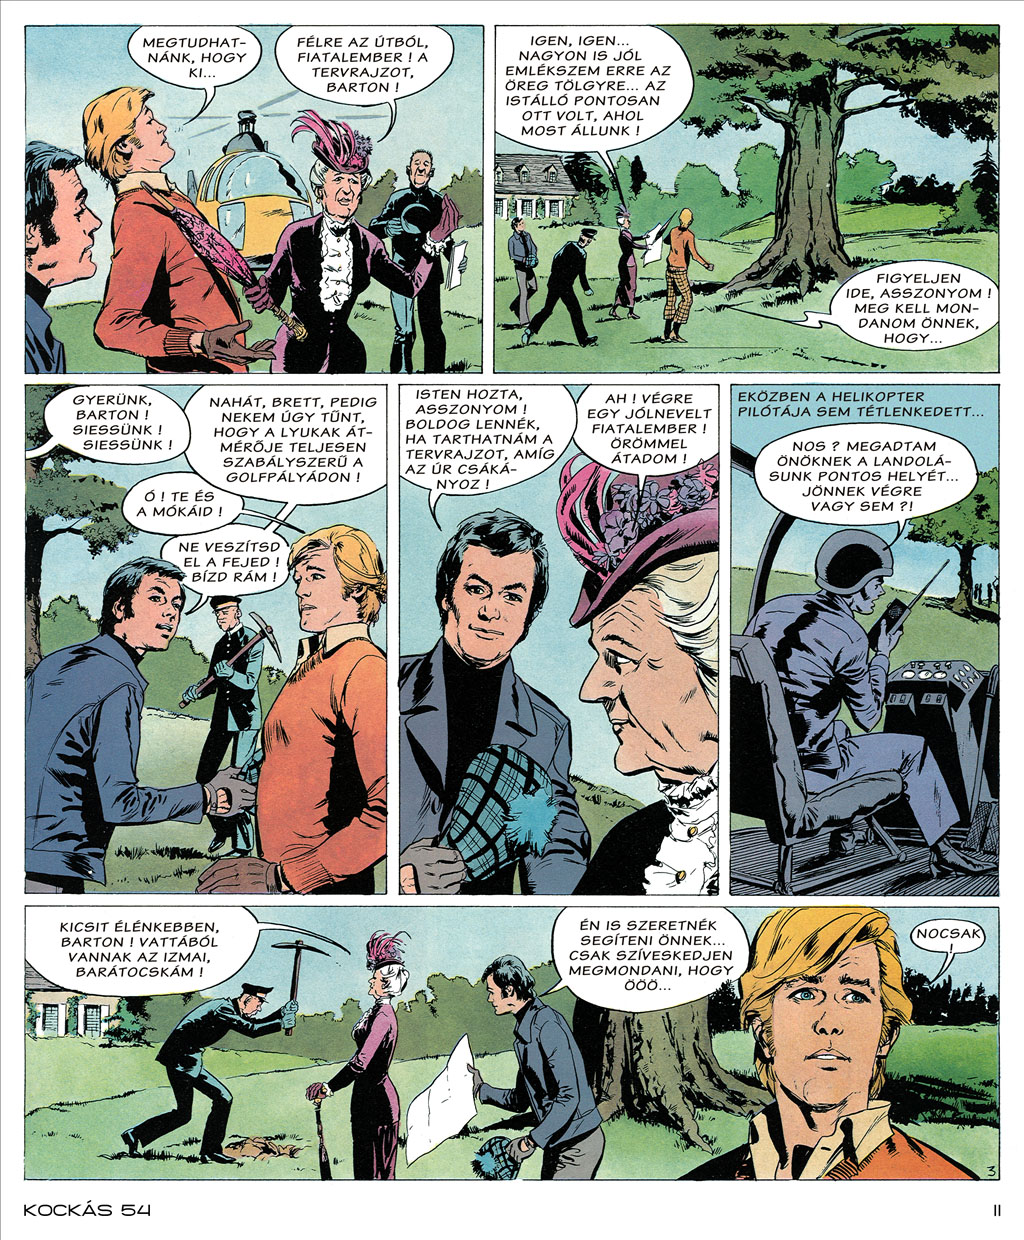 MEGTUDHAT-
NÁNK, HOGY
KI...
FÉLRE AZ ÚTBÓL,
FIATALEMBER ! A
TERVRAJZOT,
BARTON !
IGEN, IGEN...
NAGYON IS JÓL
EMLÉKSZEM ERRE AZ
ÖREG TÖLGYRE... AZ
ISTÁLLÓ PONTOSAN
OTT VOLT, AHOL
MOST ÁLLUNK !
FIGYELJEN
IDE, ASSZONYOM !
MEG KELL MON-
DANOM ÖNNEK,
HOGY...
GYERÜNK,
BARTON !
SIESSÜNK !
SIESSÜNK !
NAHÁT, BRETT, PEDIG
NEKEM ÚGY TŰNT,
HOGY A LYUKAK ÁT-
MÉRŐJE TELJESEN
SZABÁLYSZERŰ A
GOLFPÁLYÁDON !
Ó ! TE ÉS
A MÓKÁID !
NE VESZÍTSD
EL A FEJED !
BÍZD RÁM !
ISTEN HOZTA,
ASSZONYOM !
BOLDOG LENNÉK,
HA TARTHATNÁM A
TERVRAJZOT, AMÍG
AZ ÚR CSÁKÁ-
NYOZ !
AH ! VÉGRE
EGY JÓLNEVELT
FIATALEMBER !
ÖRÖMMEL
ÁTADOM !
EKÖZBEN A HELIKOPTER
PILÓTÁJA SEM TÉTLENKEDETT...
NOS ? MEGADTAM
ÖNÖKNEK A LANDOLÁ-
SUNK PONTOS HELYÉT...
JÖNNEK VÉGRE
VAGY SEM ?!
KICSIT ÉLÉNKEBBEN,
BARTON ! VATTÁBÓL
VANNAK AZ IZMAI,
BARÁTOCSKÁM !
ÉN IS SZERETNÉK
SEGÍTENI ÖNNEK...
CSAK SZÍVESKEDJEN
MEGMONDANI, HOGY
ÖÖÖ...
NOCSAK
!
3
KOCKÁS 54
11